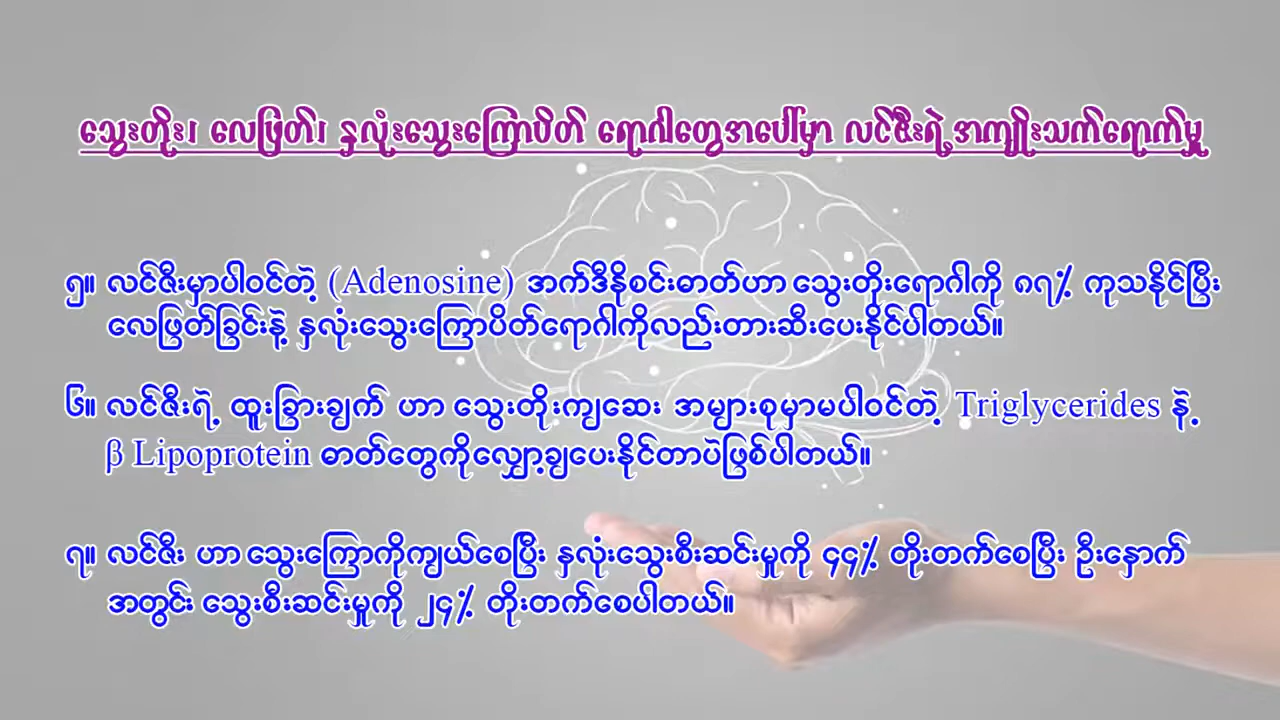 သွေးတိုး၊ လေဖြတ်၊ နှလုံးသွေးကြောပိတ် ရောဂါတွေအပေါ်မှာ လင်ဇီးရဲ့အကျိုးသက်ရောက်မှု
၅။ လင်ဇီးမှာပါဝင်တဲ့ (Adenosine) အက်ဒီနိုစင်းဓာတ်ဟာ သွေးတိုးရောဂါကို ၈၇% ကုသနိုင်ပြီး
လေဖြတ်ခြင်းနဲ့ နှလုံးသွေးကြောပိတ်ရောဂါကိုလည်းတားဆီးပေးနိုင်ပါတယ်။
၆။ လင်ဇီးရဲ့ ထူးခြားချက် ဟာ သွေးတိုးကျဆေး အများစုမှာမပါဝင်တဲ့ Triglycerides နဲ့
β Lipoprotein ဓာတ်တွေကိုလျှော့ချပေးနိုင်တာပဲဖြစ်ပါတယ်။
၇။ လင်ဇီး ဟာ သွေးကြောကိုကျယ်စေပြီး နှလုံးသွေးစီးဆင်းမှုကို ၄၄% တိုးတက်စေပြီး ဦးနှောက်
အတွင်း သွေးစီးဆင်းမှုကို ၂၄% တိုးတက်စေပါတယ်။